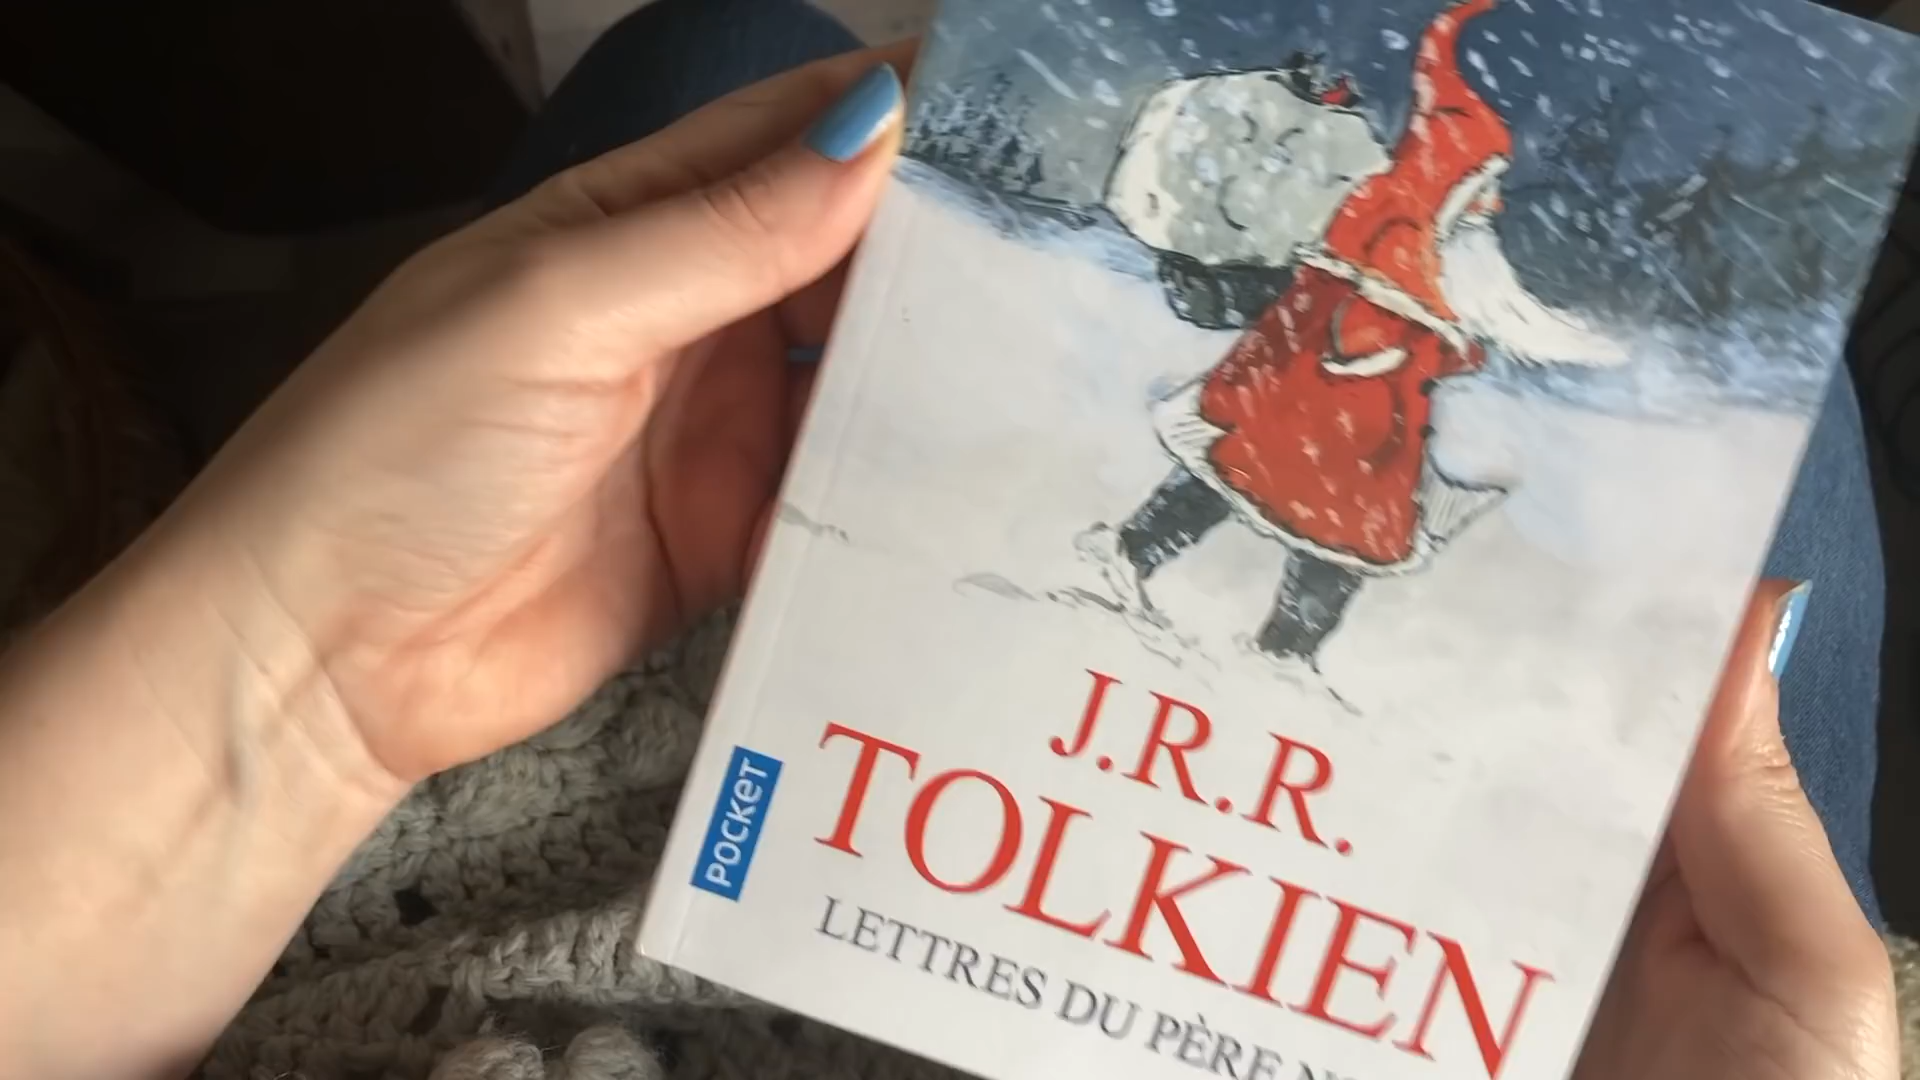 J.R.R.
TOLKIEN
POCKET
LETTRES DU PÈRE